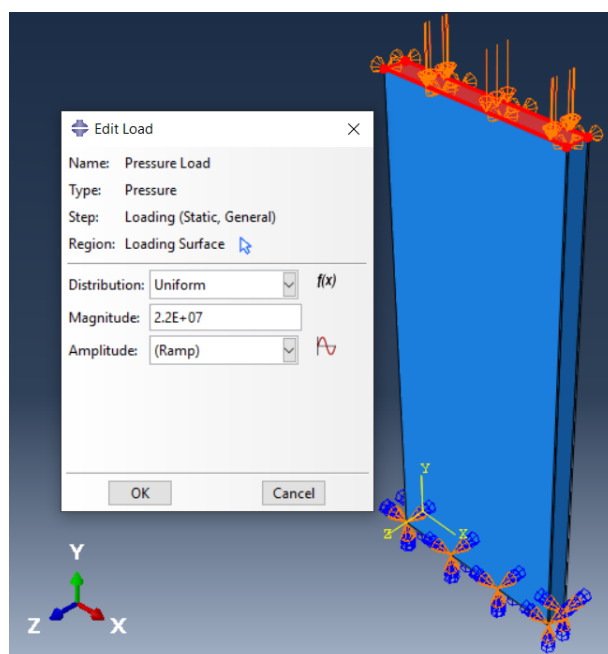 Edit Load
Name: Pressure Load
Type: Pressure
Step: Loading (Static, General)
Region: Loading Surface
Distribution: Uniform f(x)
Magnitude: 2.2E+07
Amplitude: (Ramp)
OK Cancel
Y
Z X
Y
Z X